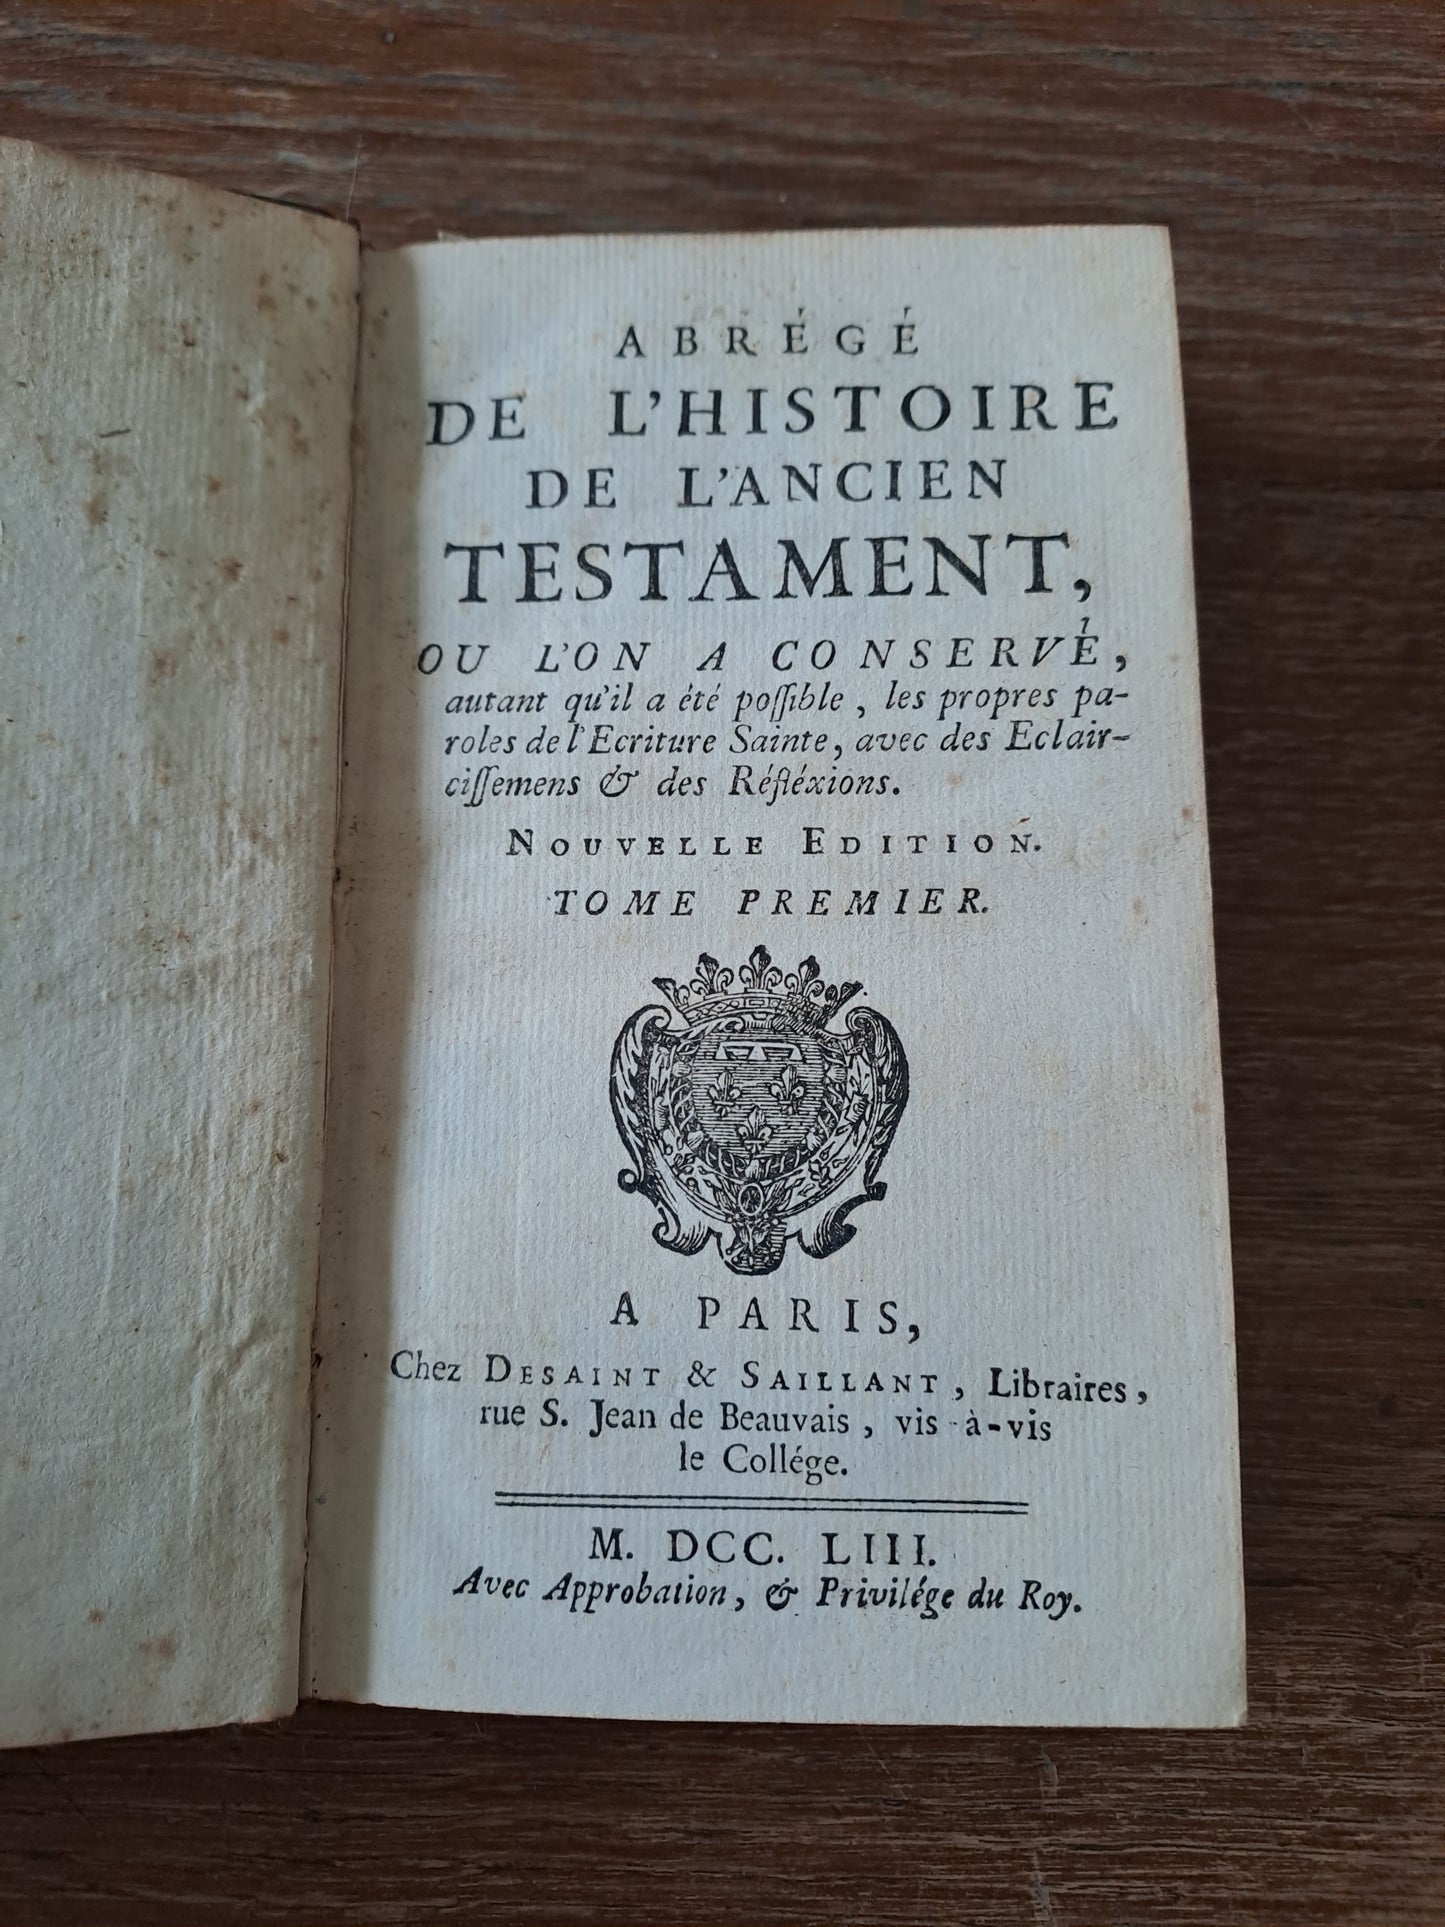 ABRÉGÉ
DE L'HISTOIRE
DE L'ANCIEN
TESTAMENT,
OU L'ON A CONSERVÉ,
autant qu'il a été poſſible, les propres pa-
roles de l'Ecriture Sainte, avec des Eclair-
ciſſemens & des Réfléxions.
NOUVELLE EDITION.
TOME PREMIER.
A PARIS,
Chez DESAINT & SAILLANT, Libraires,
rue S. Jean de Beauvais, vis-à-vis
le Collége.
M. DCC. LIII.
Avec Approbation, & Privilége du Roy.